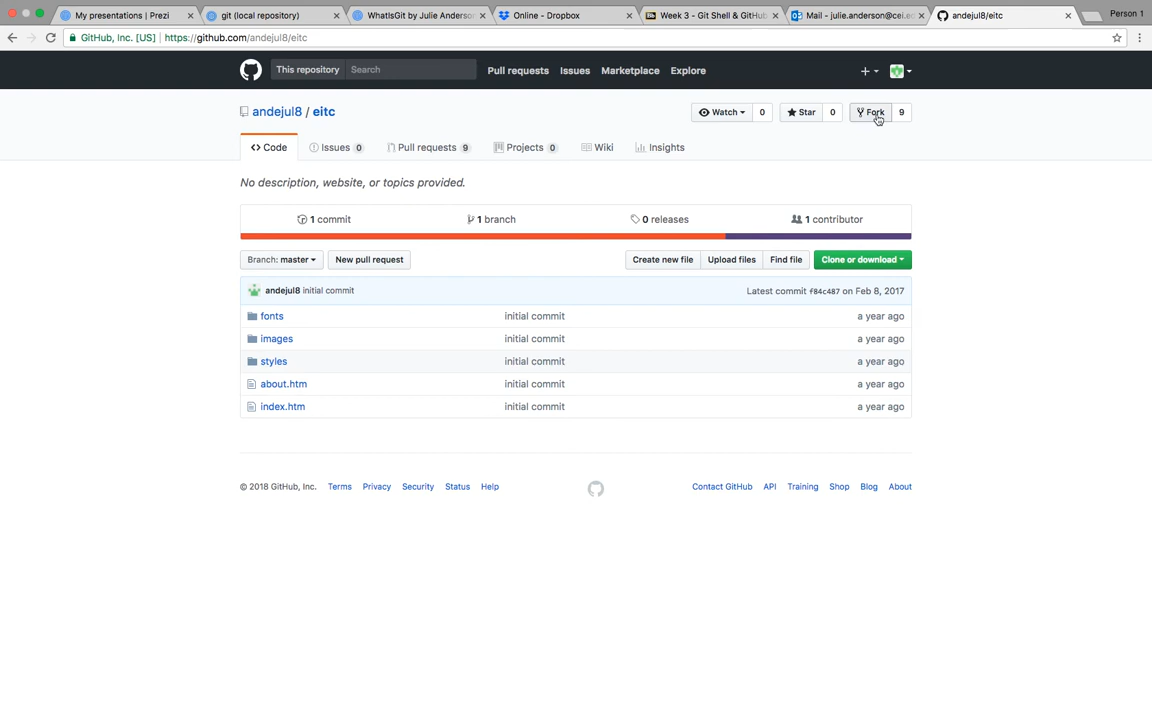 My presentations | Prezi
git (local repository)
WhatIsGit by Julie Anderson
Online - Dropbox
Week 3 - Git Shell & GitHub
Mail - julie.anderson@cei.ed
andejul8/eitc
Person 1
GitHub, Inc. [US] | https://github.com/andejul8/eitc
This repository Search Pull requests Issues Marketplace Explore
andejul8 / eitc
Watch 0 Star 0 Fork 9
Code Issues 0 Pull requests 9 Projects 0 Wiki Insights
No description, website, or topics provided.
1 commit 1 branch 0 releases 1 contributor
Branch: master New pull request Create new file Upload files Find file Clone or download
andejul8 initial commit Latest commit f84c487 on Feb 8, 2017
fonts initial commit a year ago
images initial commit a year ago
styles initial commit a year ago
about.htm initial commit a year ago
index.htm initial commit a year ago
© 2018 GitHub, Inc. Terms Privacy Security Status Help Contact GitHub API Training Shop Blog About